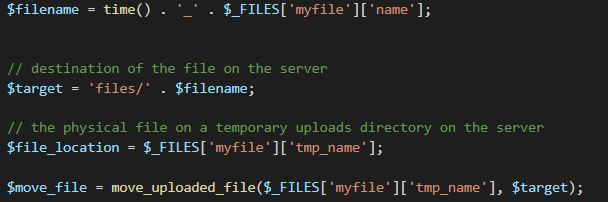 $filename = time() . '_' . $_FILES['myfile']['name'];
// destination of the file on the server
$target = 'files/' . $filename;
// the physical file on a temporary uploads directory on the server
$file_location = $_FILES['myfile']['tmp_name'];
$move_file = move_uploaded_file($_FILES['myfile']['tmp_name'], $target);